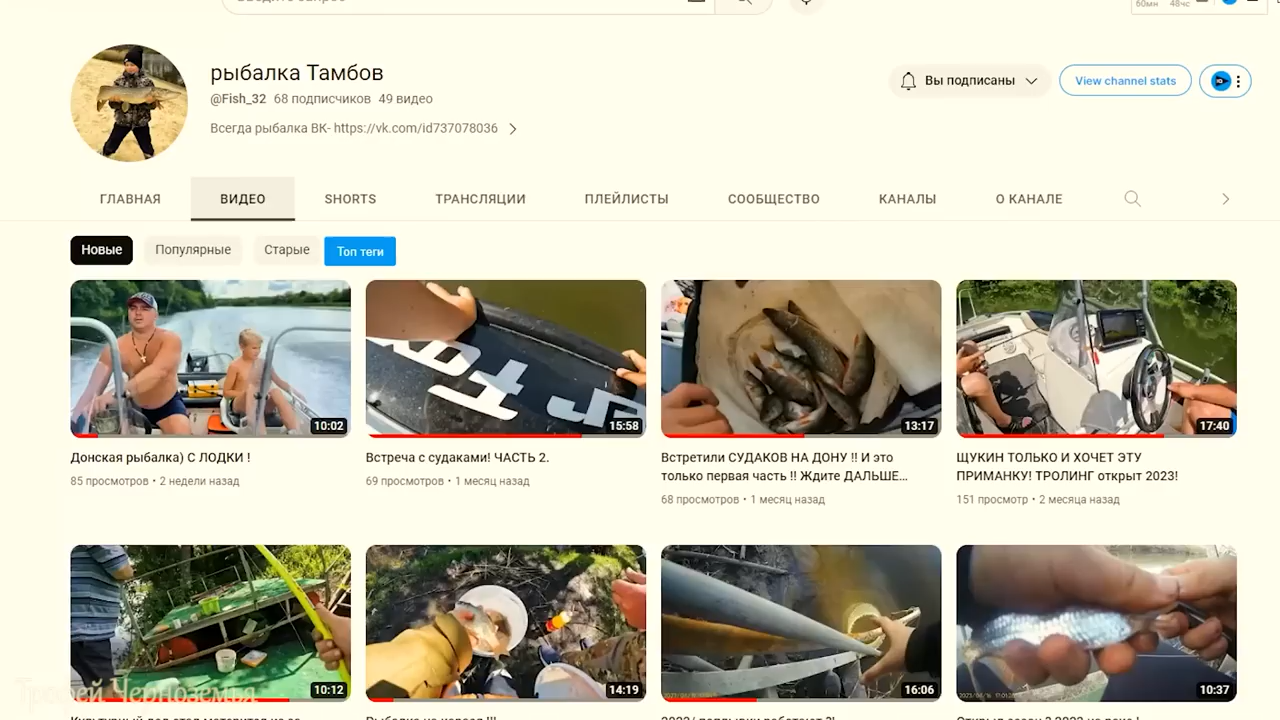 60мн 48чс
рыбалка Тамбов
@Fish_32 68 подписчиков 49 видео
Всегда рыбалка ВК- https://vk.com/id737078036
Вы подписаны
View channel stats
ГЛАВНАЯ ВИДЕО SHORTS ТРАНСЛЯЦИИ ПЛЕЙЛИСТЫ СООБЩЕСТВО КАНАЛЫ О КАНАЛЕ
Новые Популярные Старые Топ теги
10:02
15:58
13:17
17:40
Донская рыбалка) С ЛОДКИ !
85 просмотров • 2 недели назад
Встреча с судаками! ЧАСТЬ 2.
69 просмотров • 1 месяц назад
Встретили СУДАКОВ НА ДОНУ !! И это
только первая часть !! Ждите ДАЛЬШЕ...
68 просмотров • 1 месяц назад
ЩУКИН ТОЛЬКО И ХОЧЕТ ЭТУ
ПРИМАНКУ! ТРОЛИНГ открыт 2023!
151 просмотр • 2 месяца назад
10:12
14:19
16:06
10:37
Трофей Черноземья